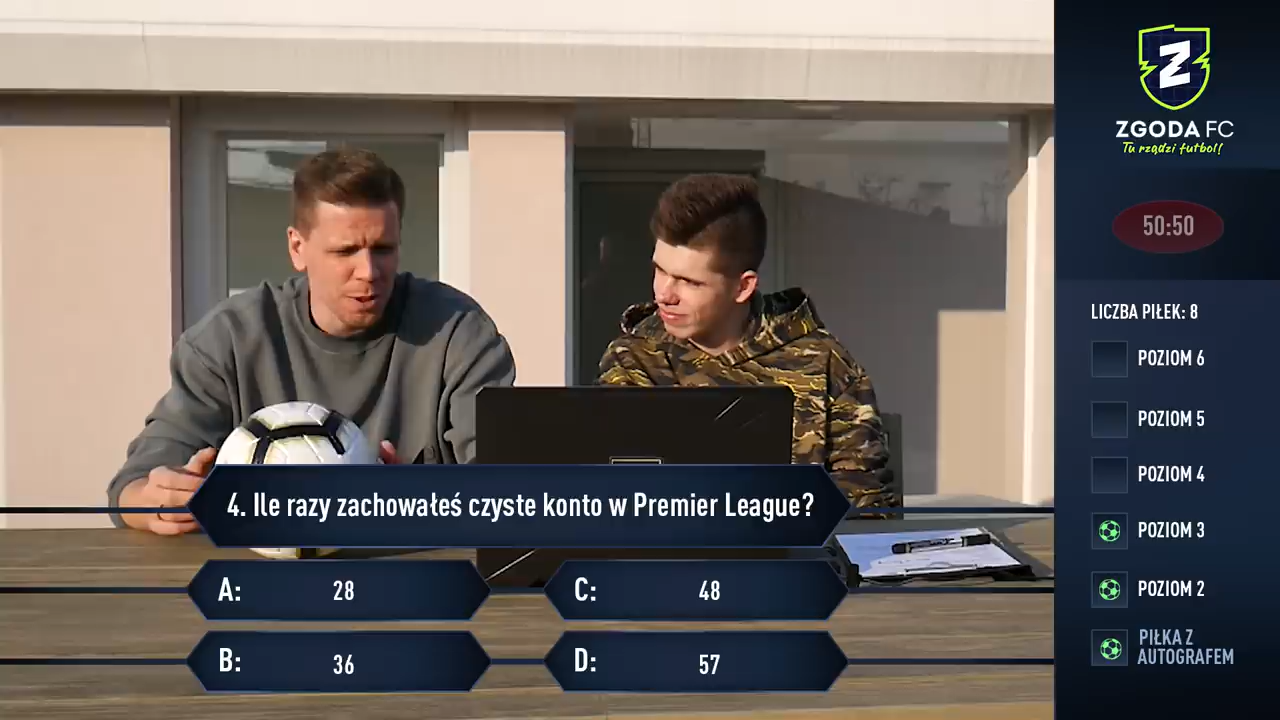 Z
ZGODA FC
Tu rządzi futbol!
50:50
LICZBA PIŁEK: 8
POZIOM 6
POZIOM 5
POZIOM 4
POZIOM 3
POZIOM 2
PIŁKA Z
AUTOGRAFEM
4. Ile razy zachowałeś czyste konto w Premier League?
A: 28
C: 48
B: 36
D: 57